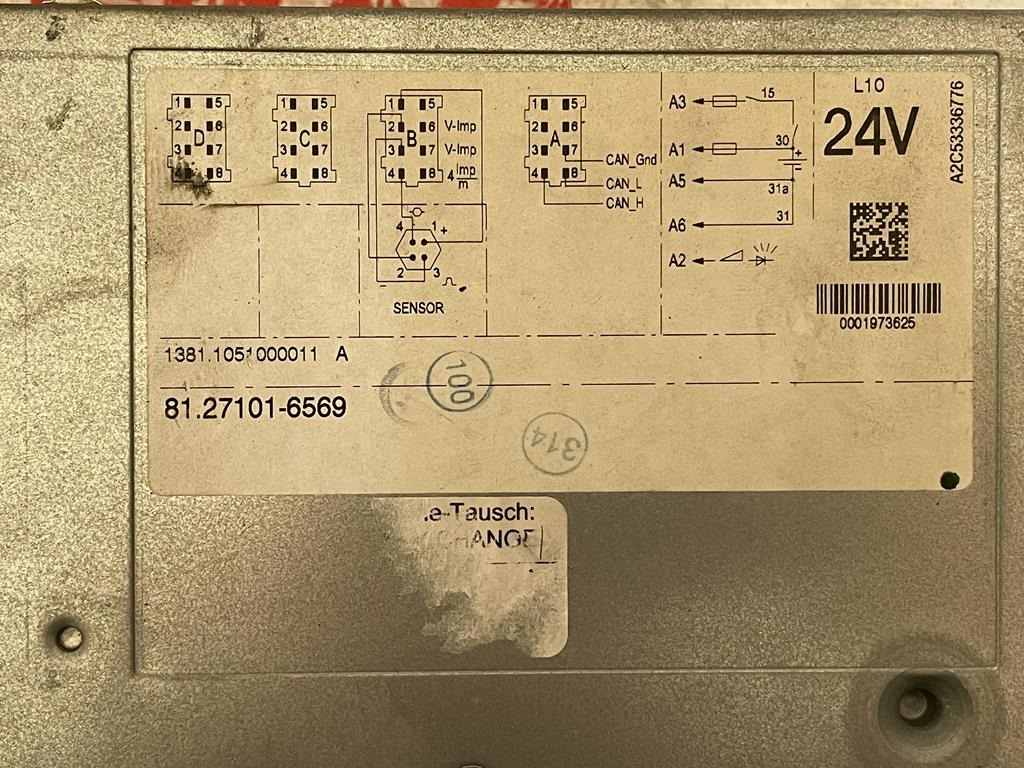 1 5 1 5 1 5 1 5
2 6 2 6 2 6 V-Imp 2 6
D C B A
3 7 3 7 3 7 V-Imp 3 7 CAN_Gnd
4 8 4 8 4 8 4 Imp/m 4 8 CAN_L
CAN_H
4 1 +
2 3
−
SENSOR
A3 15
A1 30
+
−
A5 31a
A6 31
A2
L10
24V
A2C53336776
0001973625
1381.1051000011 A
100
81.27101-6569
314
e-Tausch: